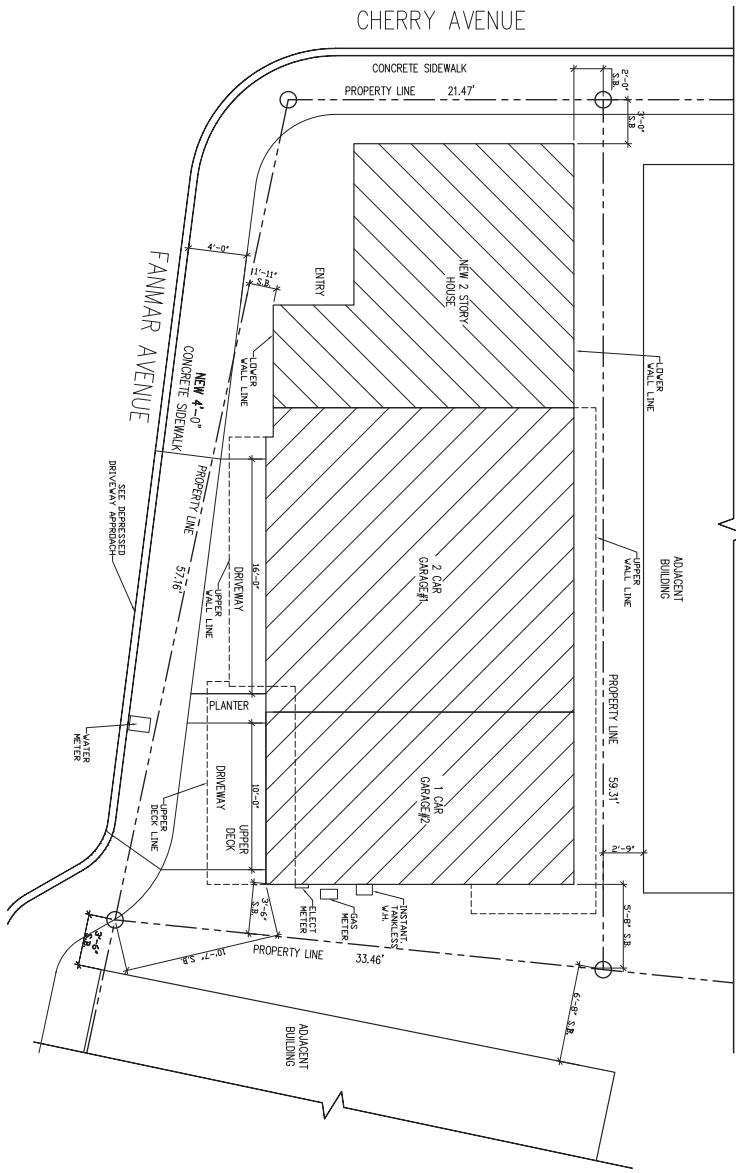 CHERRY AVENUE
CONCRETE SIDEWALK
PROPERTY LINE 21.47'
2'-0"
S.B.
3'-0"
S.B
FANMAR AVENUE
4'-0"
11'-11"
S.B.
ENTRY
NEW 2 STORY
HOUSE
LOWER
WALL LINE
LOWER
WALL LINE
NEW 4'-0"
CONCRETE SIDEWALK
PROPERTY LINE 57.16'
SEE DEPRESSED
DRIVEWAY APPROACH
16'-0"
DRIVEWAY
UPPER
WALL LINE
2 CAR
GARAGE#1
UPPER
WALL LINE
ADJACENT
BUILDING
PROPERTY LINE 59.31'
PLANTER
WATER
METER
DRIVEWAY
UPPER
DECK LINE
10'-0"
UPPER
DECK
1 CAR
GARAGE#2
2'-9"
5'-8" S.B.
3'-6"
S.B.
ELECT
METER
GAS
METER
INSTANT.
TANKLESS
W.H.
PROPERTY LINE 33.46'
3'-6"
S.B.
10'-7" S.B.
6'-8" S.B.
ADJACENT
BUILDING